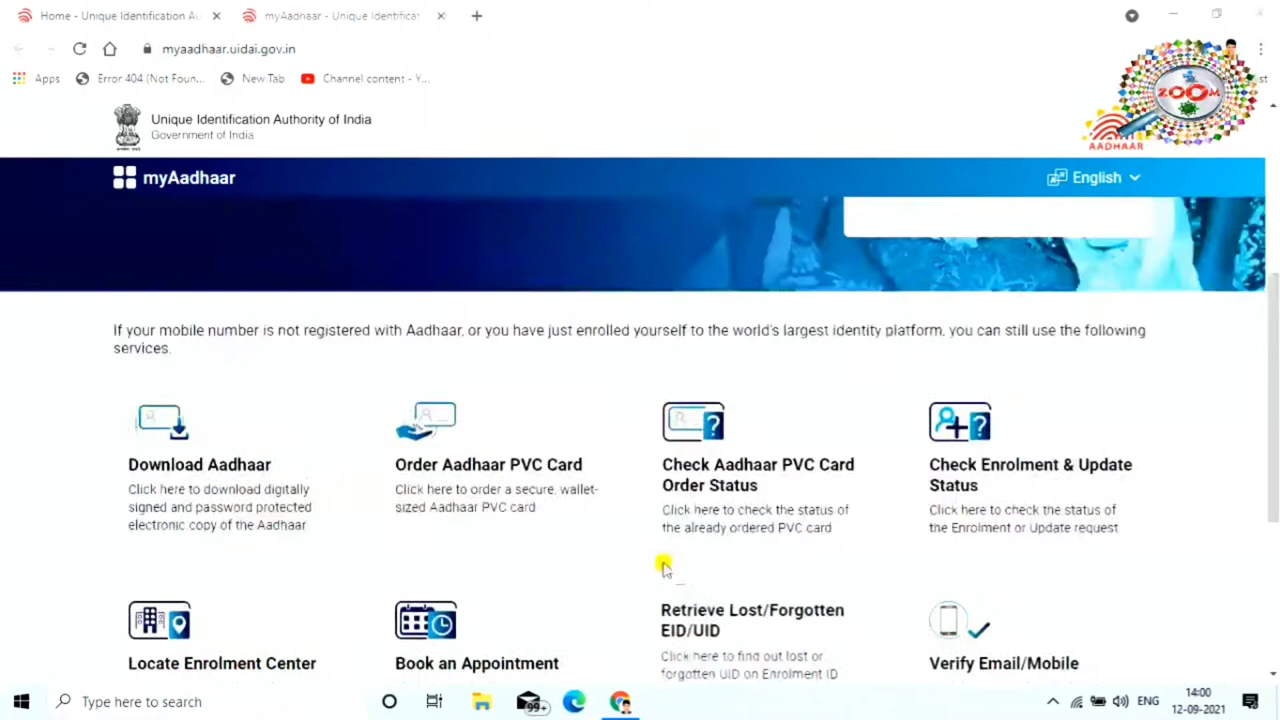 Home - Unique Identification Au
myAadhaar - Unique Identificat
myaadhaar.uidai.gov.in
Apps
Error 404 (Not Foun...
New Tab
Channel content - Y...
ZOOM
AADHAAR
Unique Identification Authority of India
Government of India
myAadhaar
English
If your mobile number is not registered with Aadhaar, or you have just enrolled yourself to the world's largest identity platform, you can still use the following
services.
Download Aadhaar
Click here to download digitally
signed and password protected
electronic copy of the Aadhaar
Order Aadhaar PVC Card
Click here to order a secure, wallet-
sized Aadhaar PVC card
Check Aadhaar PVC Card
Order Status
Click here to check the status of
the already ordered PVC card
Check Enrolment & Update
Status
Click here to check the status of
the Enrolment or Update request
Locate Enrolment Center
Book an Appointment
Retrieve Lost/Forgotten
EID/UID
Click here to find out lost or
forgotten UID on Enrolment ID
Verify Email/Mobile
Type here to search
99+
ENG
14:00
12-09-2021